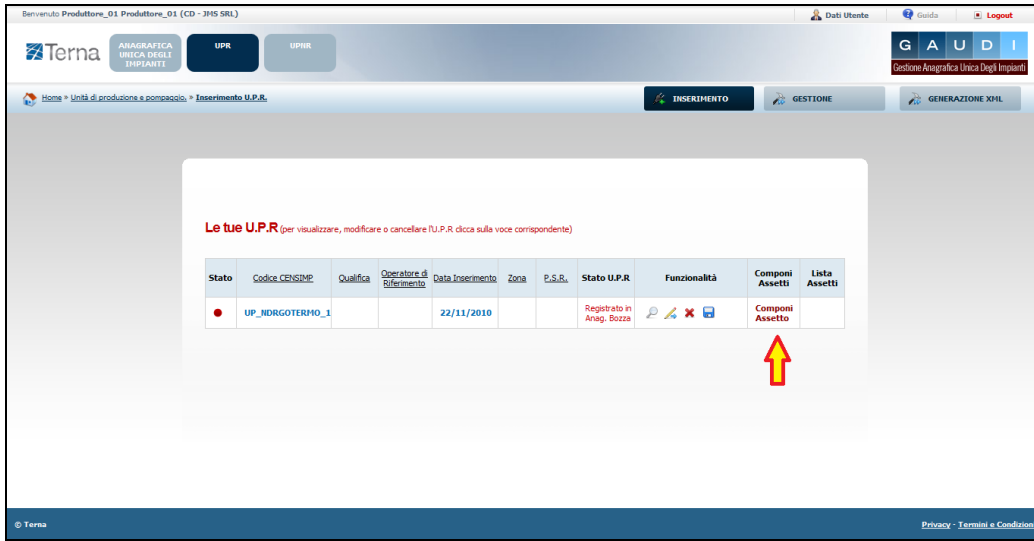 Benvenuto Produttore_01 Produttore_01 (CD - JMS SRL)
Dati Utente
Guida
Logout
Terna
ANAGRAFICA
UNICA DEGLI
IMPIANTI
UPR
UPNR
G A U D I
Gestione Anagrafica Unica Degli Impianti
Home » Unità di produzione e pompaggio. » Inserimento U.P.R.
INSERIMENTO
GESTIONE
GENERAZIONE XML
Le tue U.P.R (per visualizzare, modificare o cancellare l'U.P.R clicca sulla voce corrispondente)
Stato Codice CENSIMP Qualifica Operatore di Riferimento Data Inserimento Zona P.S.R. Stato U.P.R Funzionalità Componi Assetti Lista Assetti
UP_NDRGOTERMO_1 22/11/2010 Registrato in Anag. Bozza Componi Assetto
© Terna
Privacy - Termini e Condizion